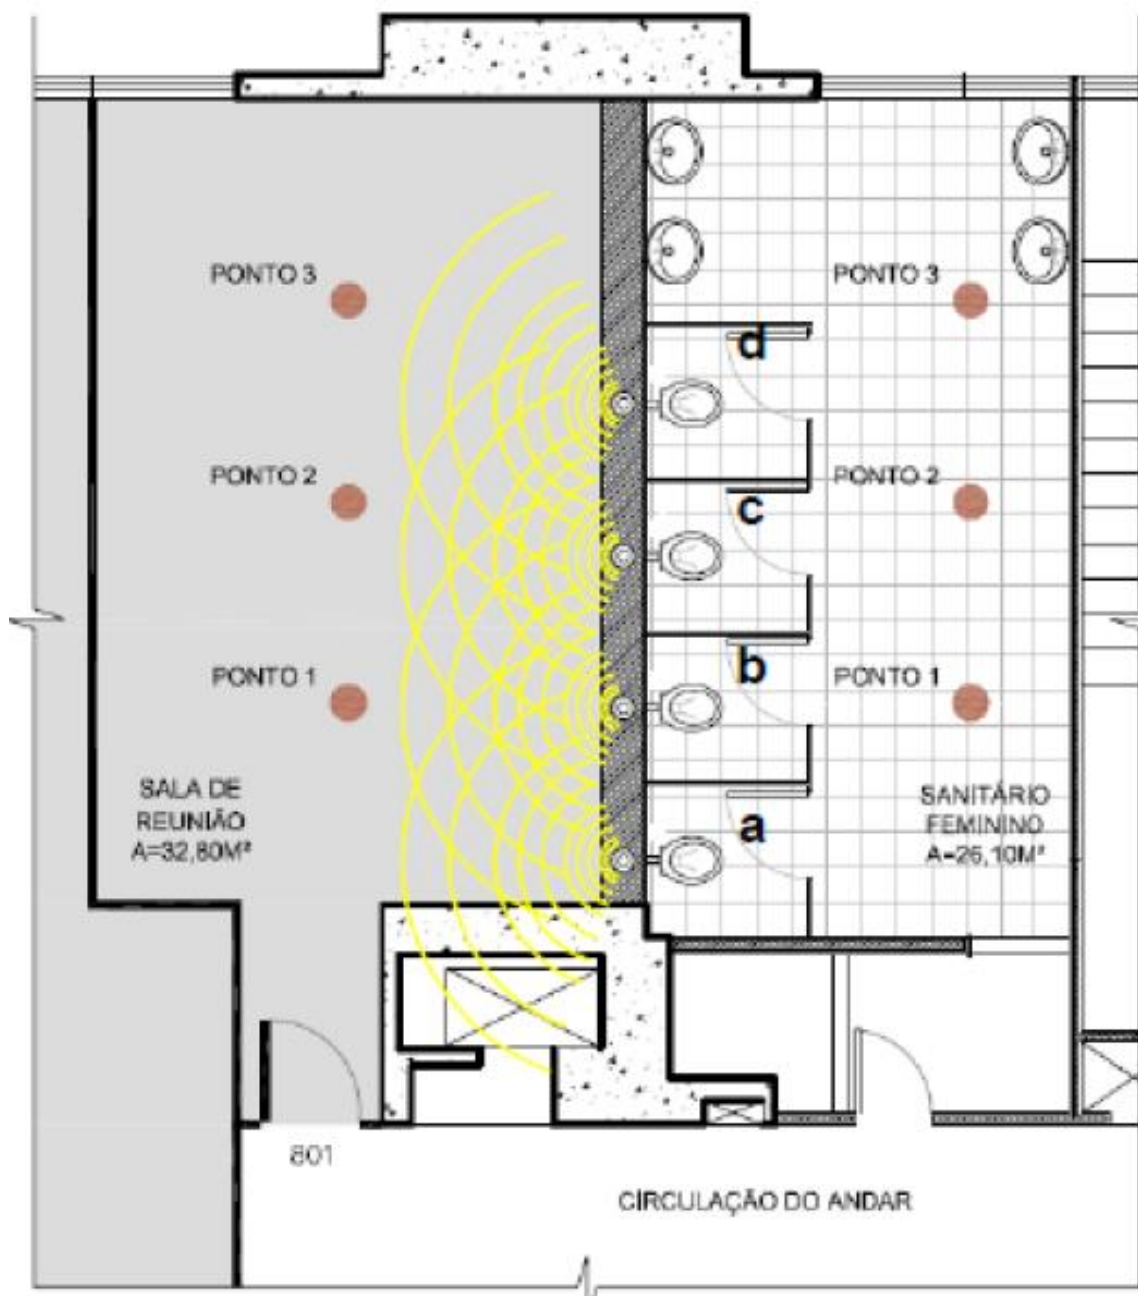 PONTO 3
PONTO 3
d
PONTO 2
PONTO 2
c
b
PONTO 1
PONTO 1
SALA DE
REUNIÃO
A=32,80M²
a
SANITÁRIO
FEMININO
A=26,10M²
801
CIRCULAÇÃO DO ANDAR